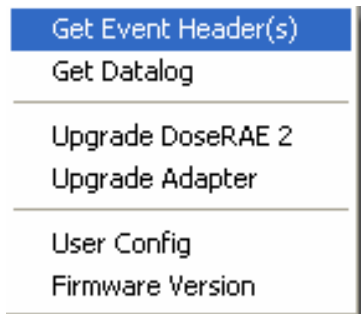 Get Event Header(s)
Get Datalog
Upgrade DoseRAE 2
Upgrade Adapter
User Config
Firmware Version